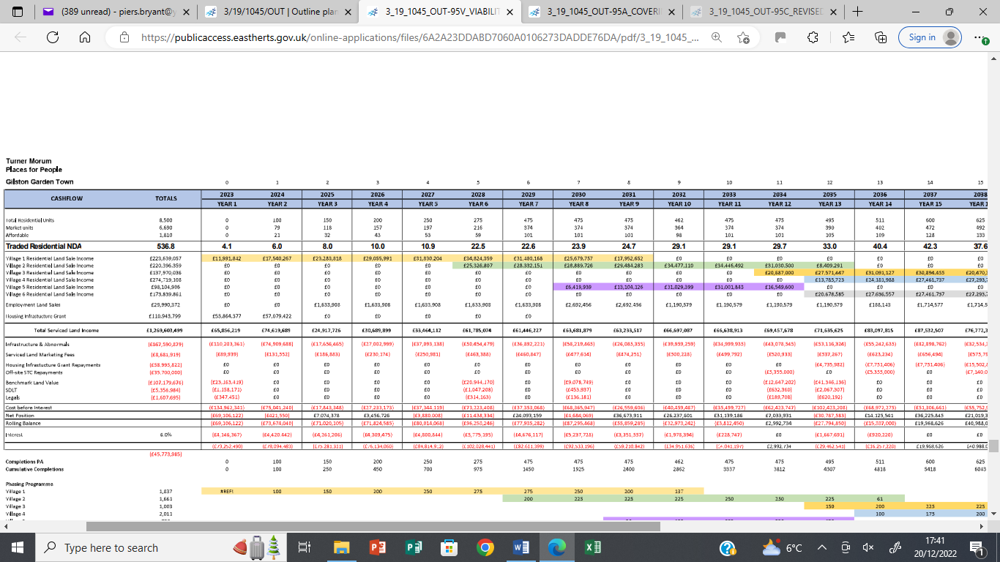 (389 unread) - piers.bryant@y
3/19/1045/OUT | Outline plan
3_19_1045_OUT-95V_VIABILIT
3_19_1045_OUT-95A_COVERI
3_19_1045_OUT-95C_REVISED
https://publicaccess.eastherts.gov.uk/online-applications/files/6A2A23DDABD7060A0106273DADDE76DA/pdf/3_19_1045_...
Sign in
Turner Morum
Places for People
Gilston Garden Town 0 1 2 3 4 5 6 7 8 9 10 11 12 13 14 15
CASHFLOW TOTALS 2023 2024 2025 2026 2027 2028 2029 2030 2031 2032 2033 2034 2035 2036 2037 2038
YEAR 1 YEAR 2 YEAR 3 YEAR 4 YEAR 5 YEAR 6 YEAR 7 YEAR 8 YEAR 9 YEAR 10 YEAR 11 YEAR 12 YEAR 13 YEAR 14 YEAR 15 YEAR 1
Total Residential Units 8,500 0 100 150 200 250 275 475 475 475 462 475 475 495 511 600 625
Market units 6,690 0 79 118 157 197 216 374 374 374 364 374 374 390 402 472 492
Affordable 1,810 0 21 32 43 53 59 101 101 101 98 101 101 105 109 128 133
Traded Residential NDA 536.8 4.1 6.0 8.0 10.0 10.9 22.5 22.6 23.9 24.7 29.1 29.1 29.7 33.0 40.4 42.3 37.6
Village 1 Residential Land Sale Income £223,639,057 £11,991,842 £17,540,267 £23,283,818 £29,055,991 £31,830,204 £34,824,359 £31,480,168 £25,679,757 £17,952,652 £0 £0 £0 £0 £0 £0 £0
Village 2 Residential Land Sale Income £220,396,359 £0 £0 £0 £0 £0 £25,326,807 £28,332,151 £28,889,726 £29,484,283 £34,477,110 £34,446,492 £31,030,500 £8,409,291 £0 £0 £0
Village 3 Residential Land Sale Income £137,970,036 £0 £0 £0 £0 £0 £0 £0 £0 £0 £0 £0 £20,887,000 £27,571,447 £31,091,127 £30,894,455 £20,470,
Village 4 Residential Land Sale Income £274,719,108 £0 £0 £0 £0 £0 £0 £0 £0 £0 £0 £0 £0 £13,785,723 £24,181,988 £27,461,737 £27,293,
Village 5 Residential Land Sale Income £98,104,906 £0 £0 £0 £0 £0 £0 £0 £6,419,939 £13,104,126 £31,029,399 £31,001,843 £16,549,600 £0 £0 £0 £0
Village 6 Residential Land Sale Income £173,839,861 £0 £0 £0 £0 £0 £0 £0 £0 £0 £0 £0 £0 £20,678,585 £27,636,557 £27,461,737 £27,293,
Employment Land Sales £29,990,372 £0 £0 £1,633,908 £1,633,908 £1,633,908 £1,633,908 £1,633,908 £2,692,456 £2,692,456 £1,190,579 £1,190,579 £1,190,579 £1,190,579 £188,143 £1,714,577 £1,714,5
Housing Infrastucture Grant £110,943,799 £53,864,377 £57,079,422 £0 £0 £0 £0 £0
Total Serviced Land Income £1,269,603,499 £65,856,219 £74,619,689 £24,917,726 £30,689,899 £33,464,112 £61,785,074 £61,446,227 £63,681,879 £63,233,517 £66,697,087 £66,638,913 £69,457,678 £71,635,625 £83,097,815 £87,532,507 £76,772,
Infrastructure & Abnormals (£867,590,879) (£110,203,361) (£74,909,688) (£17,656,465) (£27,002,999) (£37,093,138) (£50,454,479) (£36,892,221) (£58,219,465) (£26,085,355) (£39,959,259) (£34,999,935) (£43,078,345) (£53,136,324) (£55,242,635) (£42,898,762) (£32,534,
Serviced Land Marketing Fees (£8,681,919) (£89,939) (£131,552) (£186,883) (£230,174) (£250,981) (£463,388) (£460,847) (£477,614) (£474,251) (£500,228) (£499,792) (£520,933) (£537,267) (£623,234) (£656,494) (£575,7
Housing Infrastucture Grant Repayments (£58,995,822) £0 £0 £0 £0 £0 £0 £0 £0 £0 £0 £0 £0 (£4,735,982) (£7,751,406) (£7,751,406) (£15,502,
Off-site STC Repayments (£35,700,000) £0 £0 £0 £0 £0 £0 £0 £0 £0 £0 £0 (£5,355,000) £0 (£5,355,000) £0 (£7,140,0
Benchmark Land Value (£107,179,676) (£23,163,419) £0 £0 £0 £0 (£20,944,170) £0 (£9,078,749) £0 £0 £0 (£12,647,202) (£41,346,136) £0 £0 £0
SDLT (£5,358,984) (£1,158,171) £0 £0 £0 £0 (£1,047,208) £0 (£453,937) £0 £0 £0 (£632,360) (£2,067,307) £0 £0 £0
Legals (£1,607,695) (£347,451) £0 £0 £0 £0 (£314,163) £0 (£136,181) £0 £0 £0 (£189,708) (£620,192) £0 £0 £0
Cost before Interest (£134,962,341) (£75,041,240) (£17,843,348) (£27,233,173) (£37,344,119) (£73,223,408) (£37,353,068) (£68,365,947) (£26,559,606) (£40,459,487) (£35,499,727) (£62,423,747) (£102,423,208) (£68,972,275) (£51,306,661) (£55,752,
Net Position (£69,106,122) (£421,550) £7,074,378 £3,456,726 (£3,880,008) (£11,438,334) £24,093,159 (£4,684,069) £36,673,911 £26,237,601 £31,139,186 £7,033,931 (£30,787,583) £14,125,541 £36,225,845 £21,019,
Rolling Balance (£69,106,122) (£73,674,040) (£71,020,105) (£71,824,585) (£80,014,068) (£96,253,246) (£77,935,282) (£87,295,468) (£55,859,285) (£32,973,242) (£3,812,450) £2,992,734 (£27,794,850) (£15,337,000) £19,968,626 £40,988,
Interest 6.0% (£4,146,367) (£4,420,442) (£4,261,206) (£4,309,475) (£4,800,844) (£5,775,195) (£4,676,117) (£5,237,728) (£3,351,557) (£1,978,394) (£228,747) £0 (£1,667,691) (£920,220) £0 £0
(£73,252,490) (£78,094,483) (£75,281,311) (£76,134,060) (£84,814,912) (£102,028,441) (£82,611,399) (£92,533,196) (£59,210,842) (£34,951,636) (£4,041,197) £2,992,734 (£29,462,541) (£16,257,220) £19,968,626 £40,988,
(£45,773,985)
Completions PA 0 100 150 200 250 275 475 475 475 462 475 475 495 511 600 625
Cumulative Completions 0 100 250 450 700 975 1450 1925 2400 2862 3337 3812 4307 4818 5418 6043
Phasing Programme
Village 1 1,837 #REF! 100 150 200 250 275 275 250 200 137
Village 2 1,661 200 225 225 225 250 250 225 61
Village 3 1,003 150 200 225 225
Village 4 2,011 100 175 200
Type here to search
6°C
17:41
20/12/2022